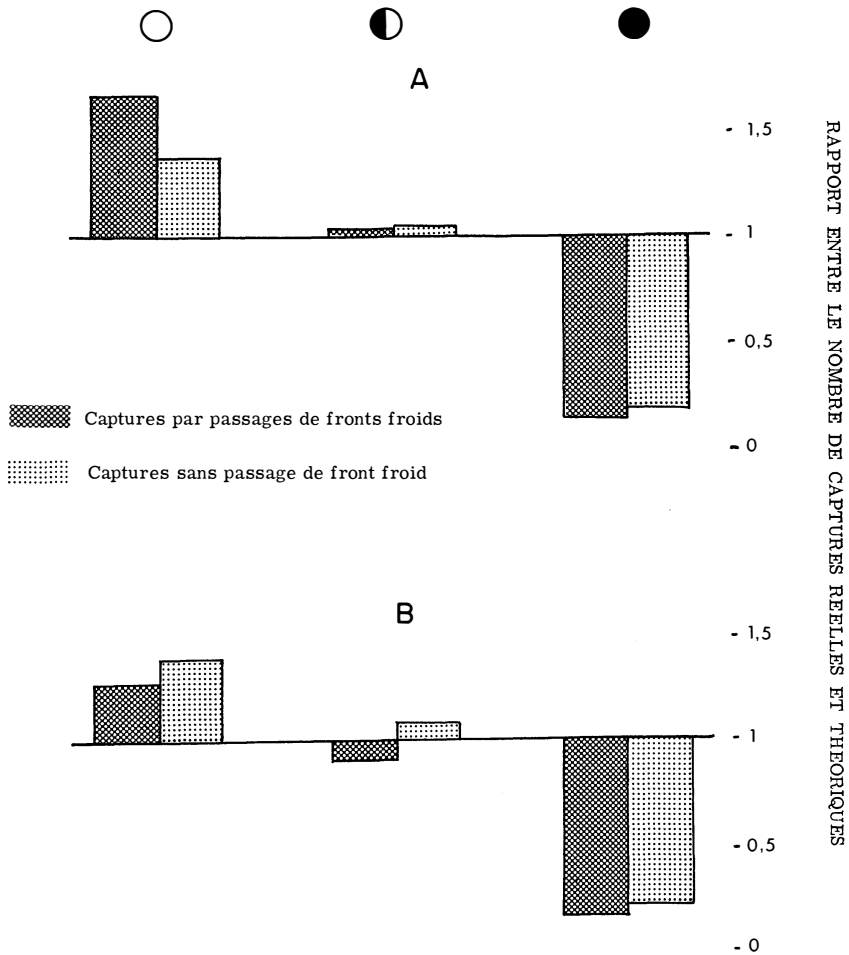 A
- 1,5
- 1
- 0,5
- 0
Captures par passages de fronts froids
Captures sans passage de front froid
B
- 1,5
- 1
- 0,5
- 0
RAPPORT ENTRE LE NOMBRE DE CAPTURES REELLES ET THEORIQUES